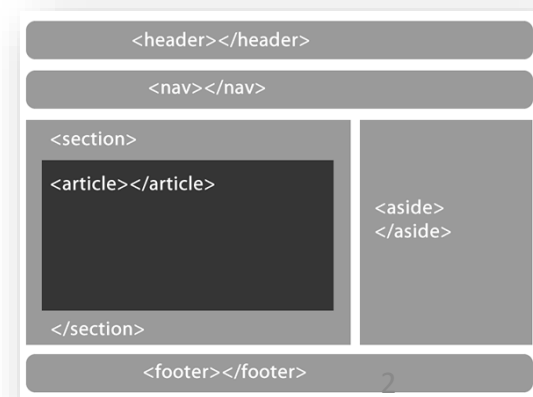 <header></header>
<nav></nav>
<section>
<article></article>
<aside>
</aside>
</section>
<footer></footer>
2